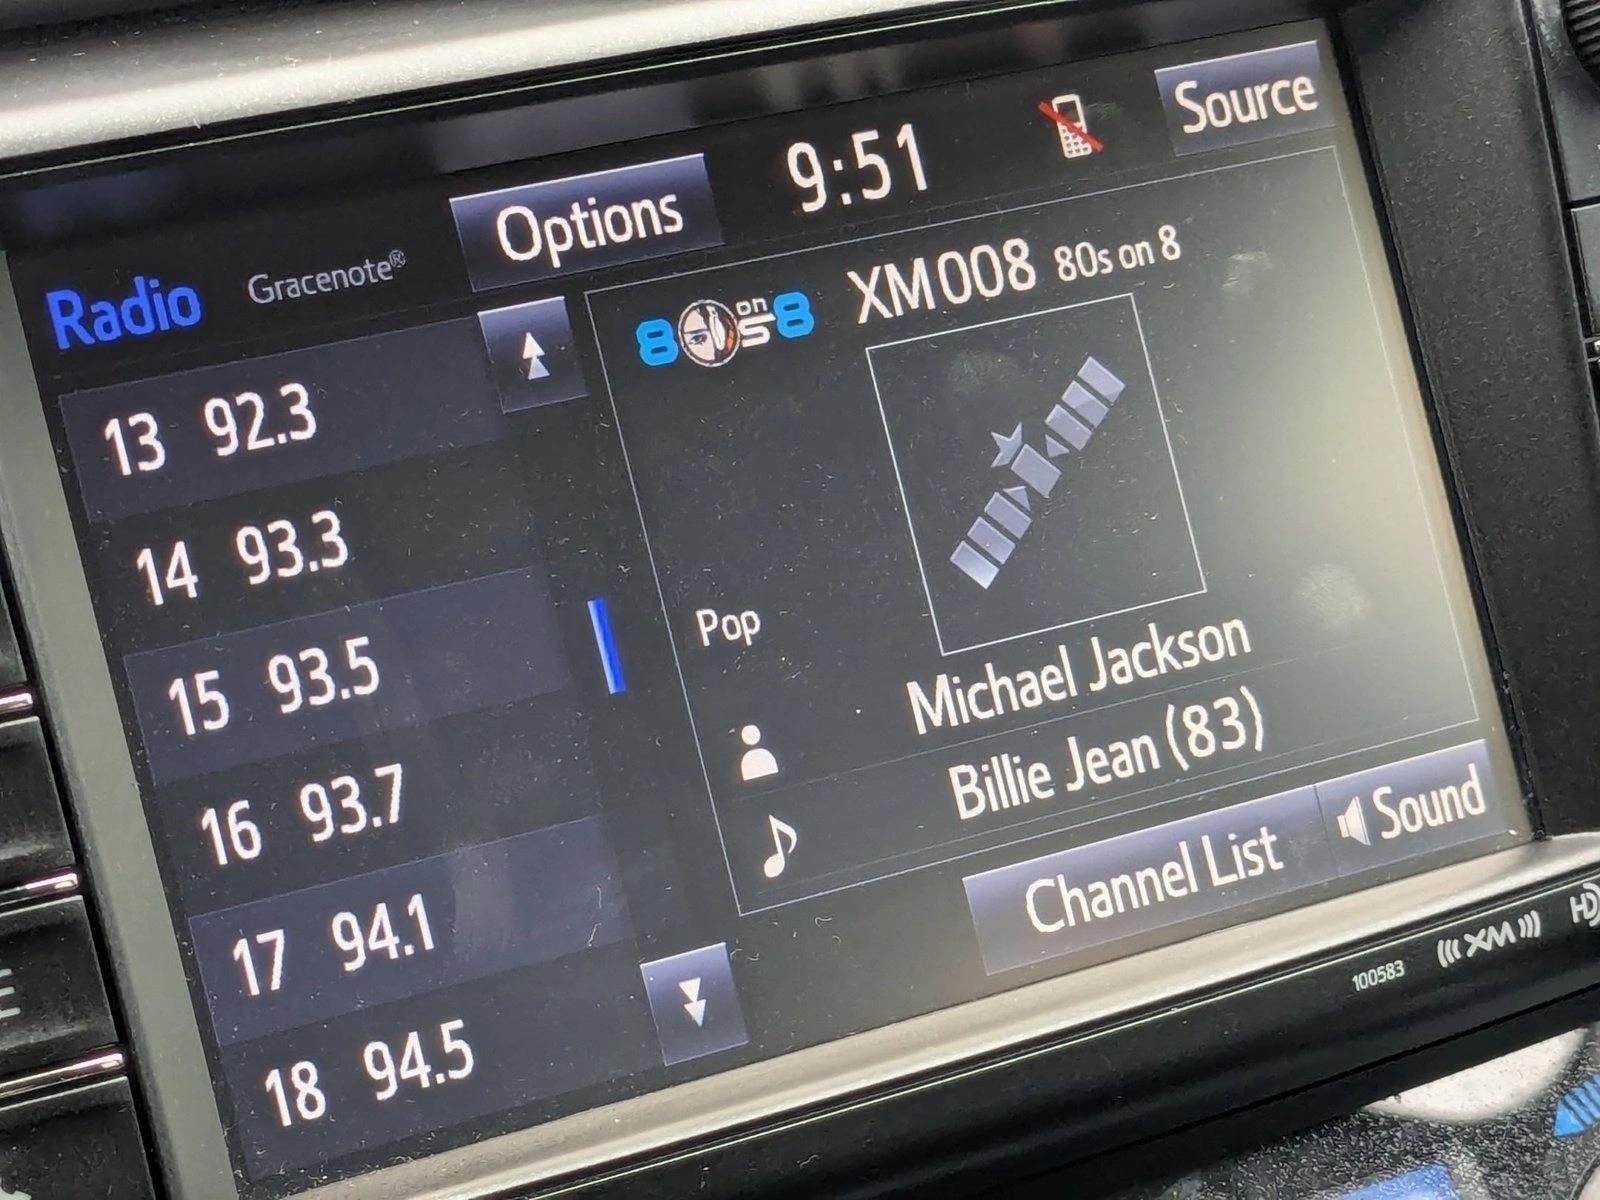 9:51
Source
Options
Radio Gracenote®
80s on 8
XM008 80s on 8
13 92.3
14 93.3
15 93.5
16 93.7
17 94.1
18 94.5
Pop
Michael Jackson
Billie Jean (83)
Channel List
Sound
100583
XM
HD
E